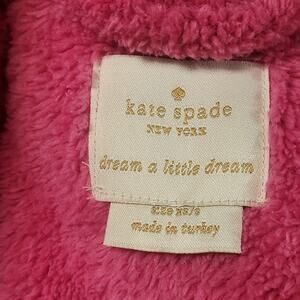 kate spade
NEW YORK
dream a little dream
SIZE XS/S
made in turkey